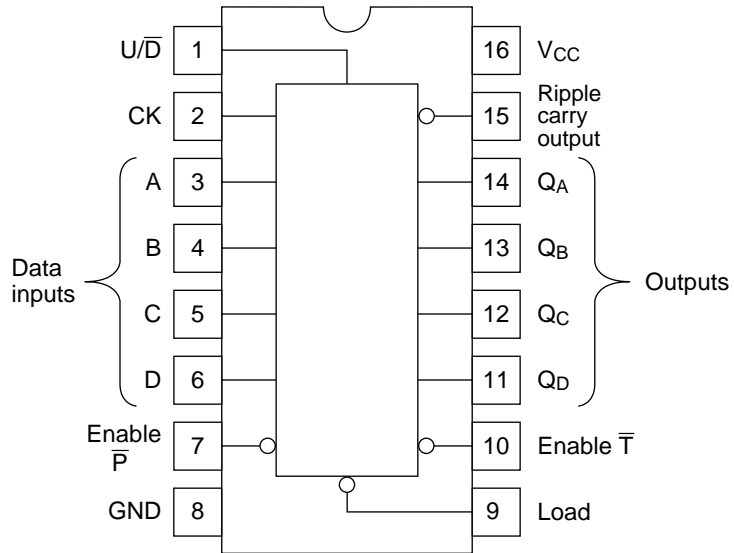 U/D̅ 1
16 VCC
CK 2
15 Ripple
carry
output
A 3
14 QA
B 4
13 QB
Data
inputs
Outputs
C 5
12 QC
D 6
11 QD
Enable
P̅ 7
10 Enable T̅
GND 8
9 Load